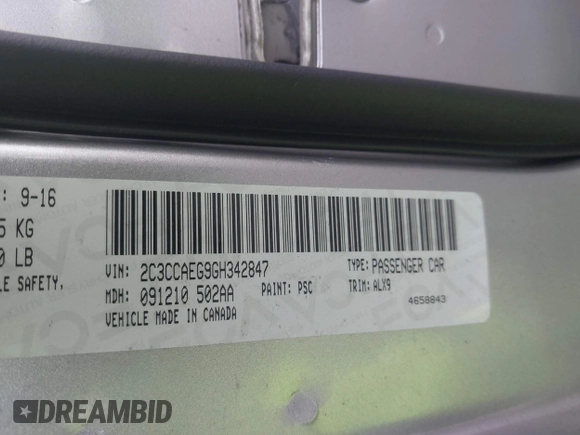 : 9-16
5 KG
0 LB
LE SAFETY.
VIN: 2C3CCAEG9GH342847 TYPE: PASSENGER CAR
MDH: 091210 502AA PAINT: PSC TRIM: ALX9
VEHICLE MADE IN CANADA 4658843
DREAMBID